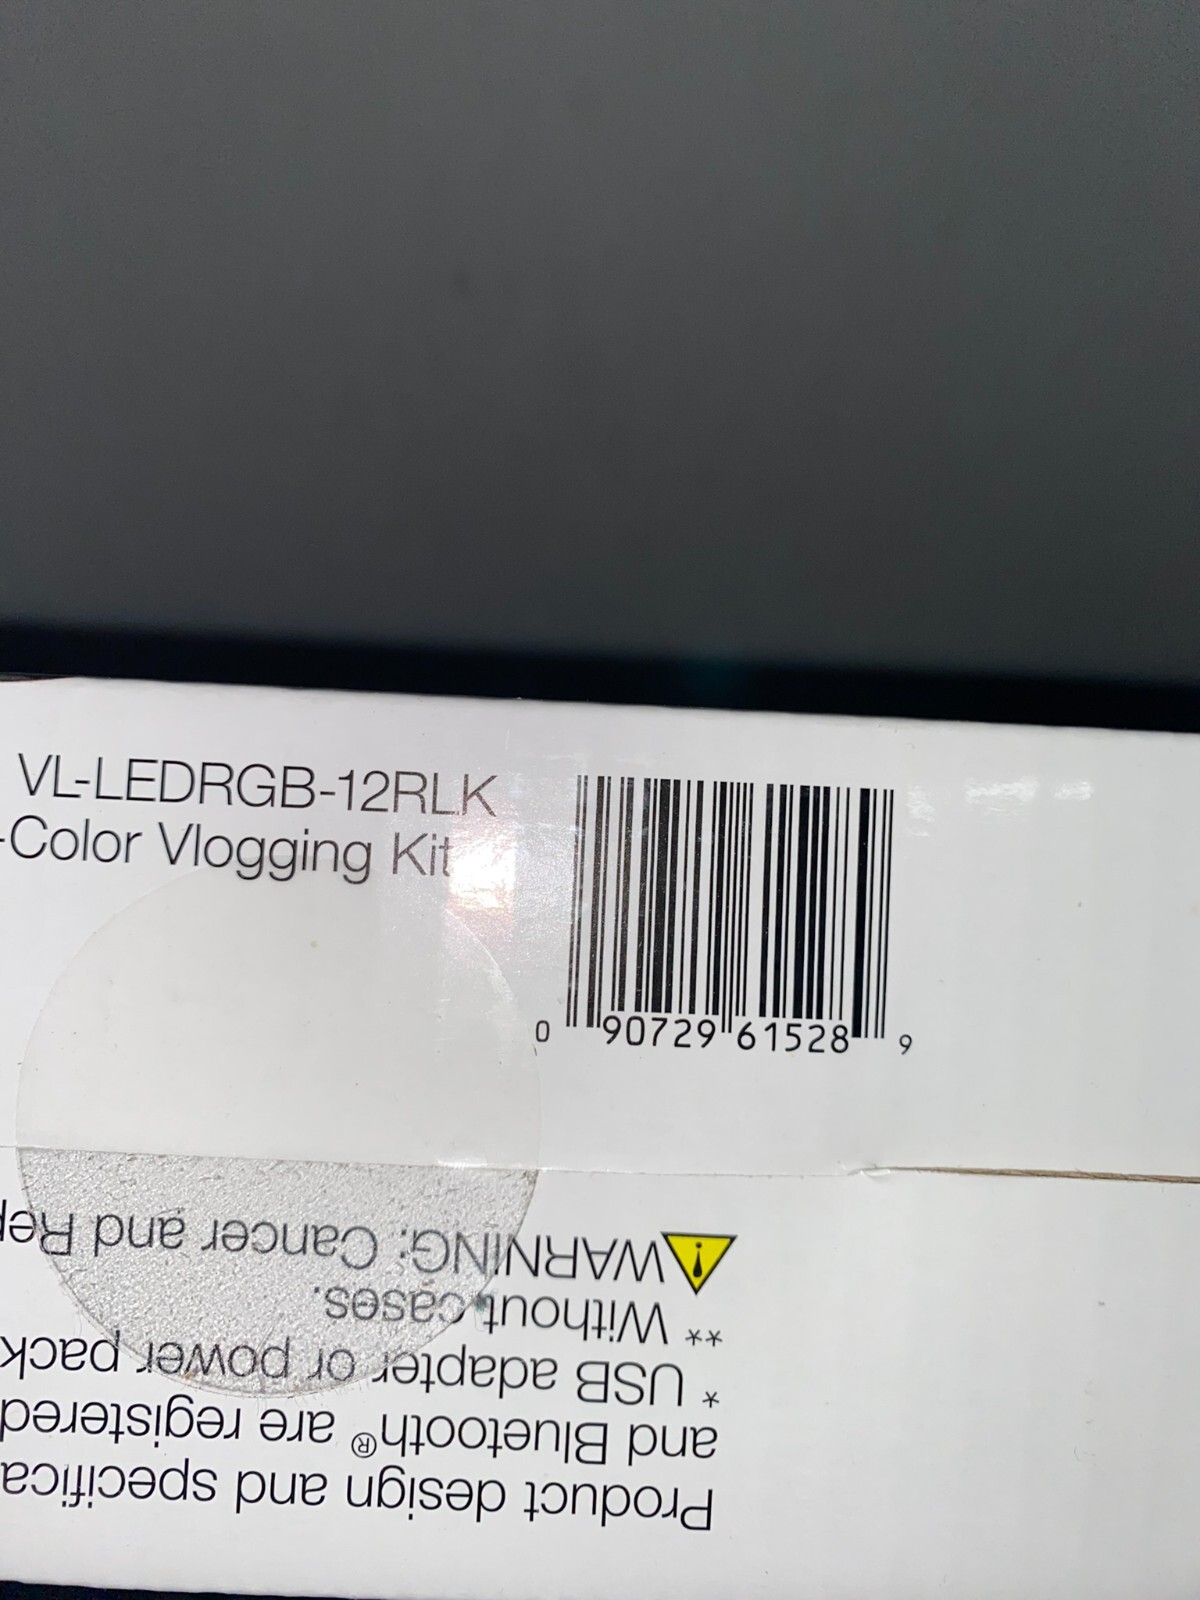 VL-LEDRGB-12RLK
-Color Vlogging Kit
0 90729 61528 9
Product design and specifica
and Bluetooth® are registered
* USB adapter or power pack
** Without cases.
WARNING: Cancer and Rep